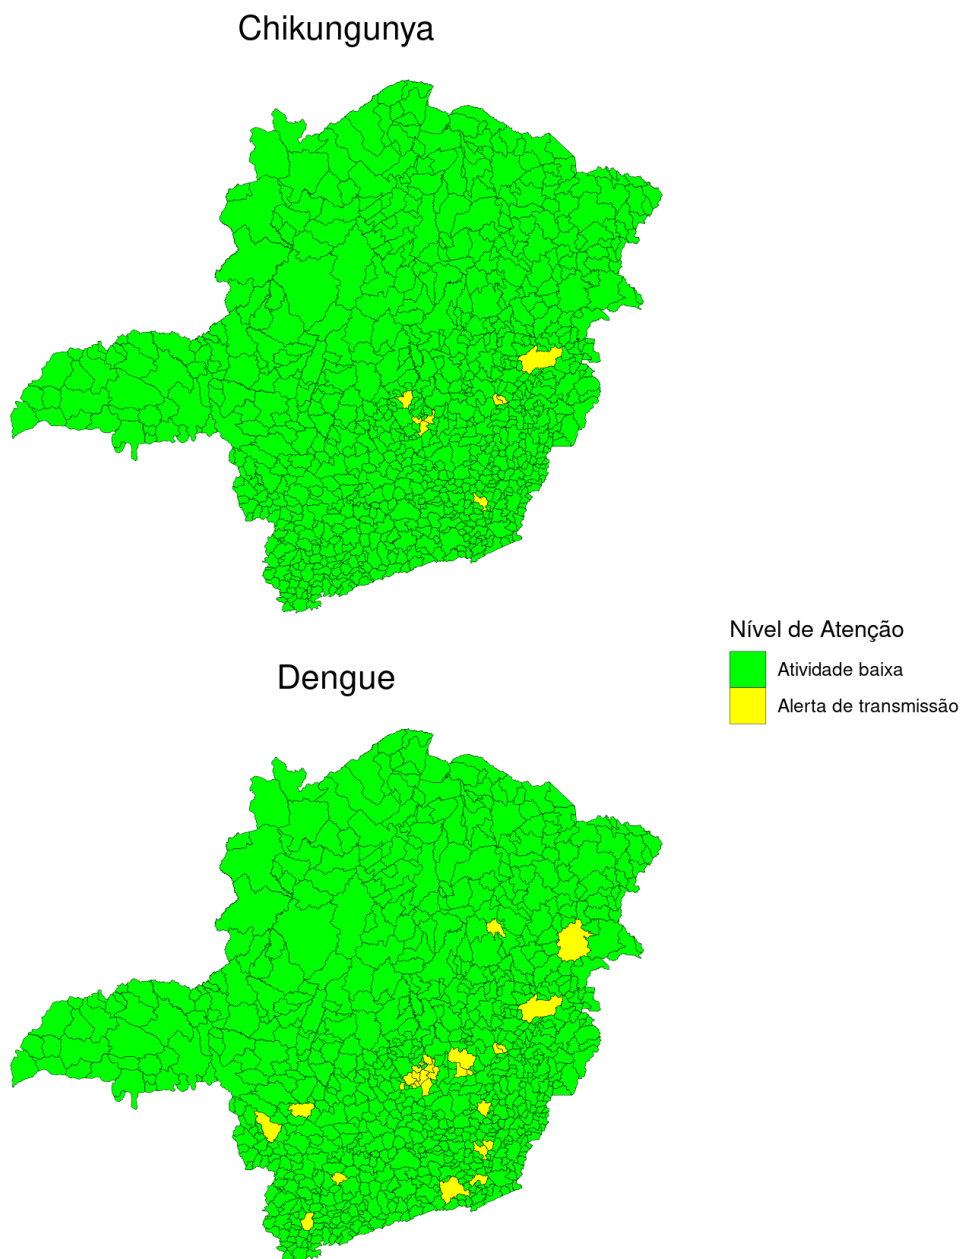 Chikungunya
Nível de Atenção
Atividade baixa
Alerta de transmissão
Dengue